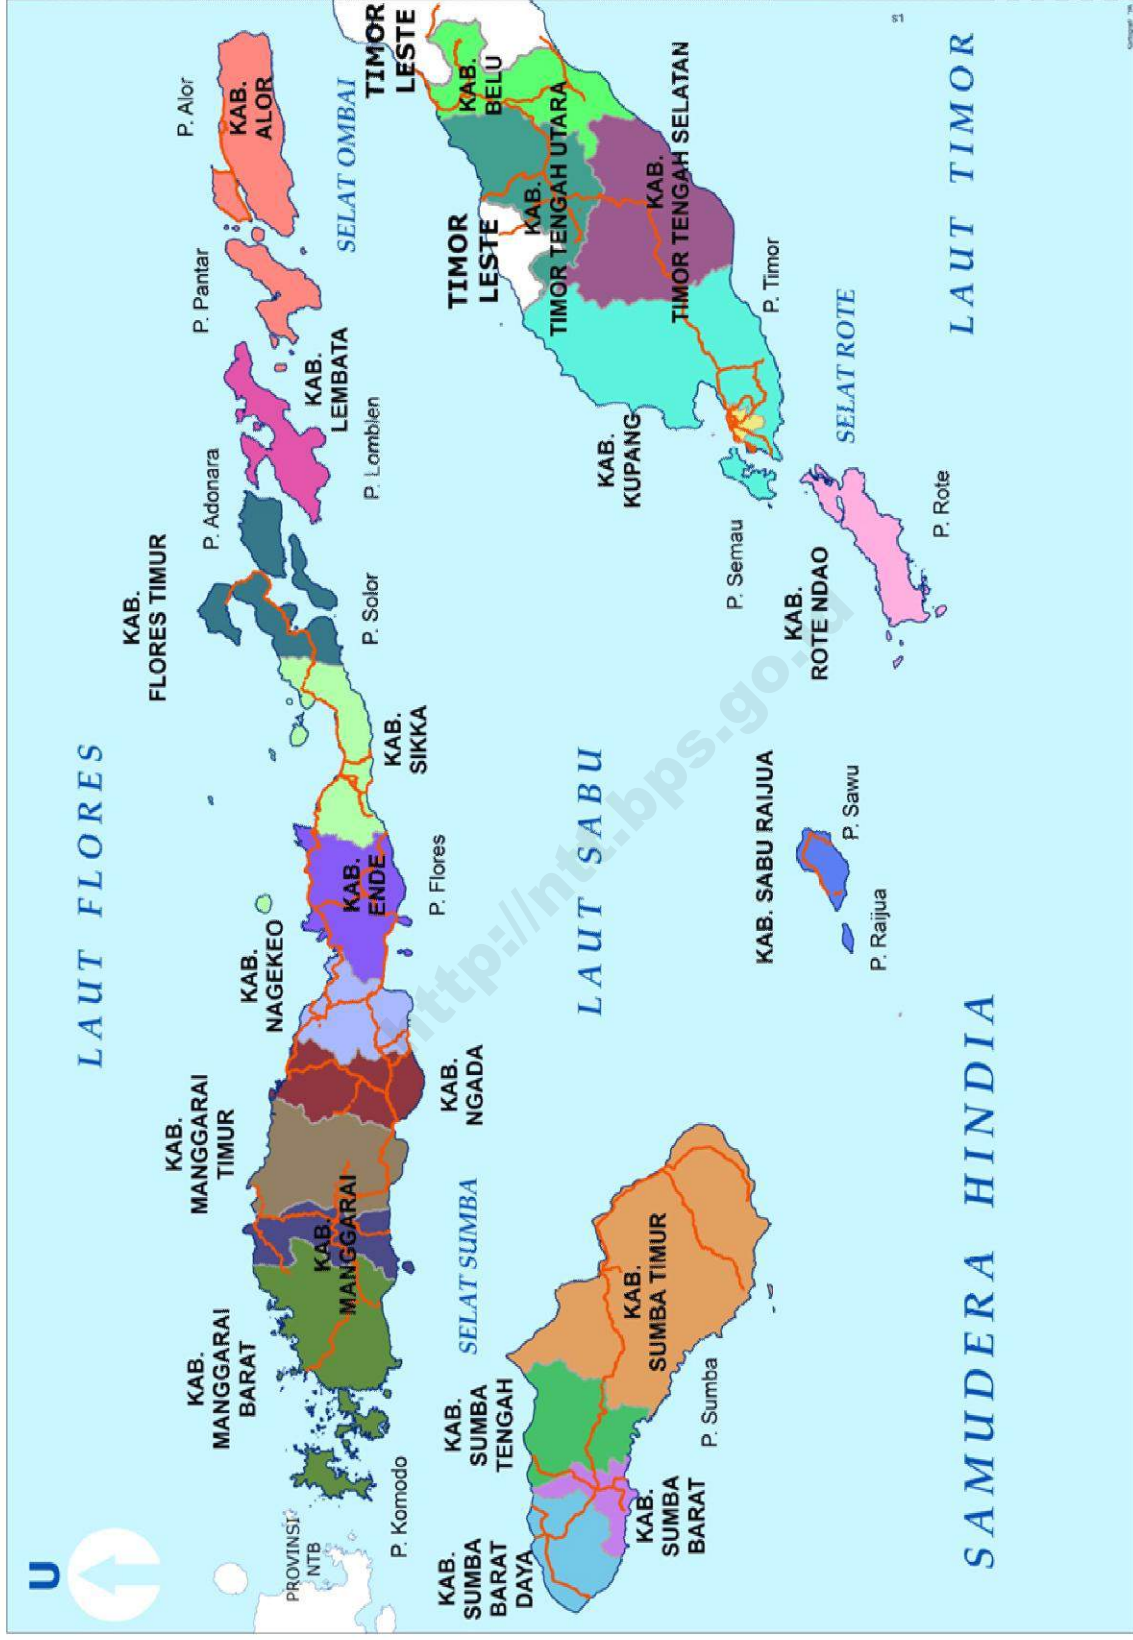 U
LAUT FLORES
PROVINSI
NTB
P. Komodo
KAB.
MANGGARAI
BARAT
KAB.
MANGGARAI
KAB.
MANGGARAI
TIMUR
KAB.
NGADA
KAB.
NAGEKEO
KAB.
ENDE
P. Flores
KAB.
SIKKA
KAB.
FLORES TIMUR
P. Adonara
P. Solor
KAB.
LEMBATA
P. Lomblen
P. Pantar
P. Alor
KAB.
ALOR
SELAT OMBAI
SELAT SUMBA
LAUT SABU
KAB.
SUMBA
BARAT
DAYA
KAB.
SUMBA
BARAT
KAB.
SUMBA
TENGAH
KAB.
SUMBA TIMUR
P. Sumba
KAB. SABU RAIJUA
P. Raijua
P. Sawu
KAB.
ROTE NDAO
P. Rote
P. Semau
SELAT ROTE
KAB.
KUPANG
P. Timor
TIMOR
LESTE
KAB.
TIMOR TENGAH UTARA
KAB.
TIMOR TENGAH SELATAN
KAB.
BELU
TIMOR
LESTE
SAMUDERA HINDIA
LAUT TIMOR
S1
http://ntt.bps.go.id